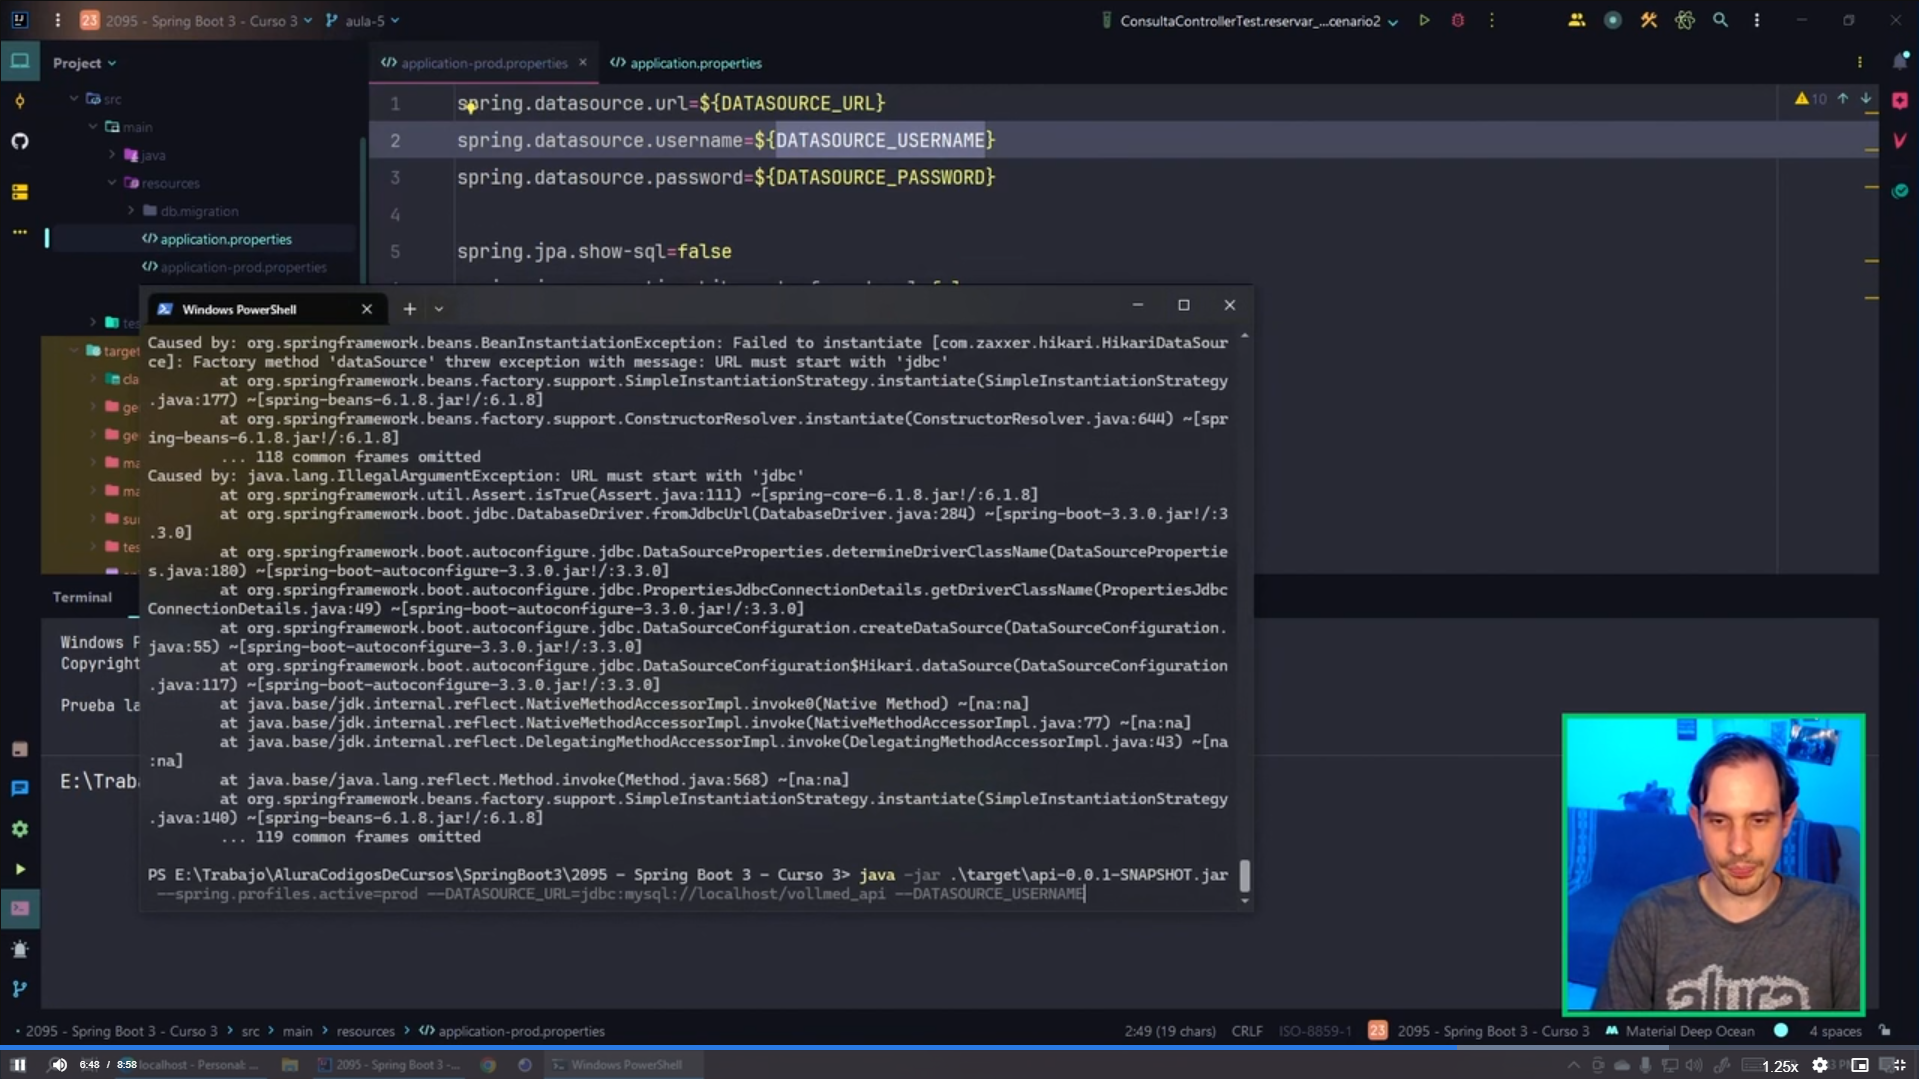 2095 - Spring Boot 3 - Curso 3
aula-5
ConsultaControllerTest.reservar_...cenario2
Project
application-prod.properties
application.properties
src
main
java
resources
db.migration
application.properties
application-prod.properties
target
1 spring.datasource.url=${DATASOURCE_URL}
2 spring.datasource.username=${DATASOURCE_USERNAME}
3 spring.datasource.password=${DATASOURCE_PASSWORD}
4
5 spring.jpa.show-sql=false
10
Windows PowerShell
Caused by: org.springframework.beans.BeanInstantiationException: Failed to instantiate [com.zaxxer.hikari.HikariDataSour
ce]: Factory method 'dataSource' threw exception with message: URL must start with 'jdbc'
at org.springframework.beans.factory.support.SimpleInstantiationStrategy.instantiate(SimpleInstantiationStrategy
.java:177) ~[spring-beans-6.1.8.jar!/:6.1.8]
at org.springframework.beans.factory.support.ConstructorResolver.instantiate(ConstructorResolver.java:644) ~[spr
ing-beans-6.1.8.jar!/:6.1.8]
... 118 common frames omitted
Caused by: java.lang.IllegalArgumentException: URL must start with 'jdbc'
at org.springframework.util.Assert.isTrue(Assert.java:111) ~[spring-core-6.1.8.jar!/:6.1.8]
at org.springframework.boot.jdbc.DatabaseDriver.fromJdbcUrl(DatabaseDriver.java:284) ~[spring-boot-3.3.0.jar!/:3
.3.0]
at org.springframework.boot.autoconfigure.jdbc.DataSourceProperties.determineDriverClassName(DataSourcePropertie
s.java:180) ~[spring-boot-autoconfigure-3.3.0.jar!/:3.3.0]
at org.springframework.boot.autoconfigure.jdbc.PropertiesJdbcConnectionDetails.getDriverClassName(PropertiesJdbc
ConnectionDetails.java:49) ~[spring-boot-autoconfigure-3.3.0.jar!/:3.3.0]
at org.springframework.boot.autoconfigure.jdbc.DataSourceConfiguration.createDataSource(DataSourceConfiguration.
java:55) ~[spring-boot-autoconfigure-3.3.0.jar!/:3.3.0]
at org.springframework.boot.autoconfigure.jdbc.DataSourceConfiguration$Hikari.dataSource(DataSourceConfiguration
.java:117) ~[spring-boot-autoconfigure-3.3.0.jar!/:3.3.0]
at java.base/jdk.internal.reflect.NativeMethodAccessorImpl.invoke0(Native Method) ~[na:na]
at java.base/jdk.internal.reflect.NativeMethodAccessorImpl.invoke(NativeMethodAccessorImpl.java:77) ~[na:na]
at java.base/jdk.internal.reflect.DelegatingMethodAccessorImpl.invoke(DelegatingMethodAccessorImpl.java:43) ~[na
:na]
at java.base/java.lang.reflect.Method.invoke(Method.java:568) ~[na:na]
at org.springframework.beans.factory.support.SimpleInstantiationStrategy.instantiate(SimpleInstantiationStrategy
.java:140) ~[spring-beans-6.1.8.jar!/:6.1.8]
... 119 common frames omitted
PS E:\Trabajo\AluraCodigosDeCursos\SpringBoot3\2095 - Spring Boot 3 - Curso 3> java -jar .\target\api-0.0.1-SNAPSHOT.jar
--spring.profiles.active=prod --DATASOURCE_URL=jdbc:mysql://localhost/vollmed_api --DATASOURCE_USERNAME
Terminal
Windows P
Copyright
Prueba la
E:\Traba
alura
2095 - Spring Boot 3 - Curso 3 > src > main > resources > application-prod.properties
2:49 (19 chars) CRLF ISO-8859-1 23 2095 - Spring Boot 3 - Curso 3 Material Deep Ocean 4 spaces
6:48 / 8:58
localhost - Personal:...
2095 - Spring Boot 3 -...
Windows PowerShell
1.25x